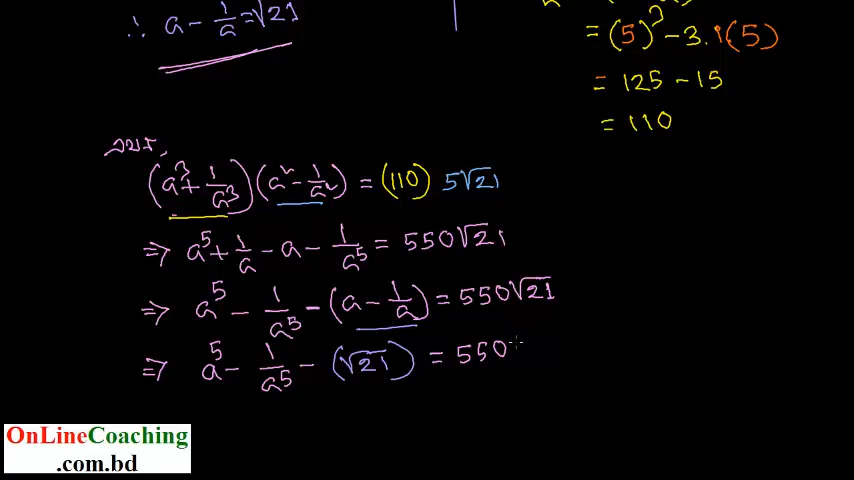 ∴ a - 1/a = √21
= (5)³ - 3.1(5)
= 125 - 15
= 110
এখন,
(a³ + 1/a³)(a² - 1/a²) = (110) 5√21
⇒ a⁵ + 1/a - a - 1/a⁵ = 550√21
⇒ a⁵ - 1/a⁵ - (a - 1/a) = 550√21
⇒ a⁵ - 1/a⁵ - (√21) = 550
OnLineCoaching
.com.bd